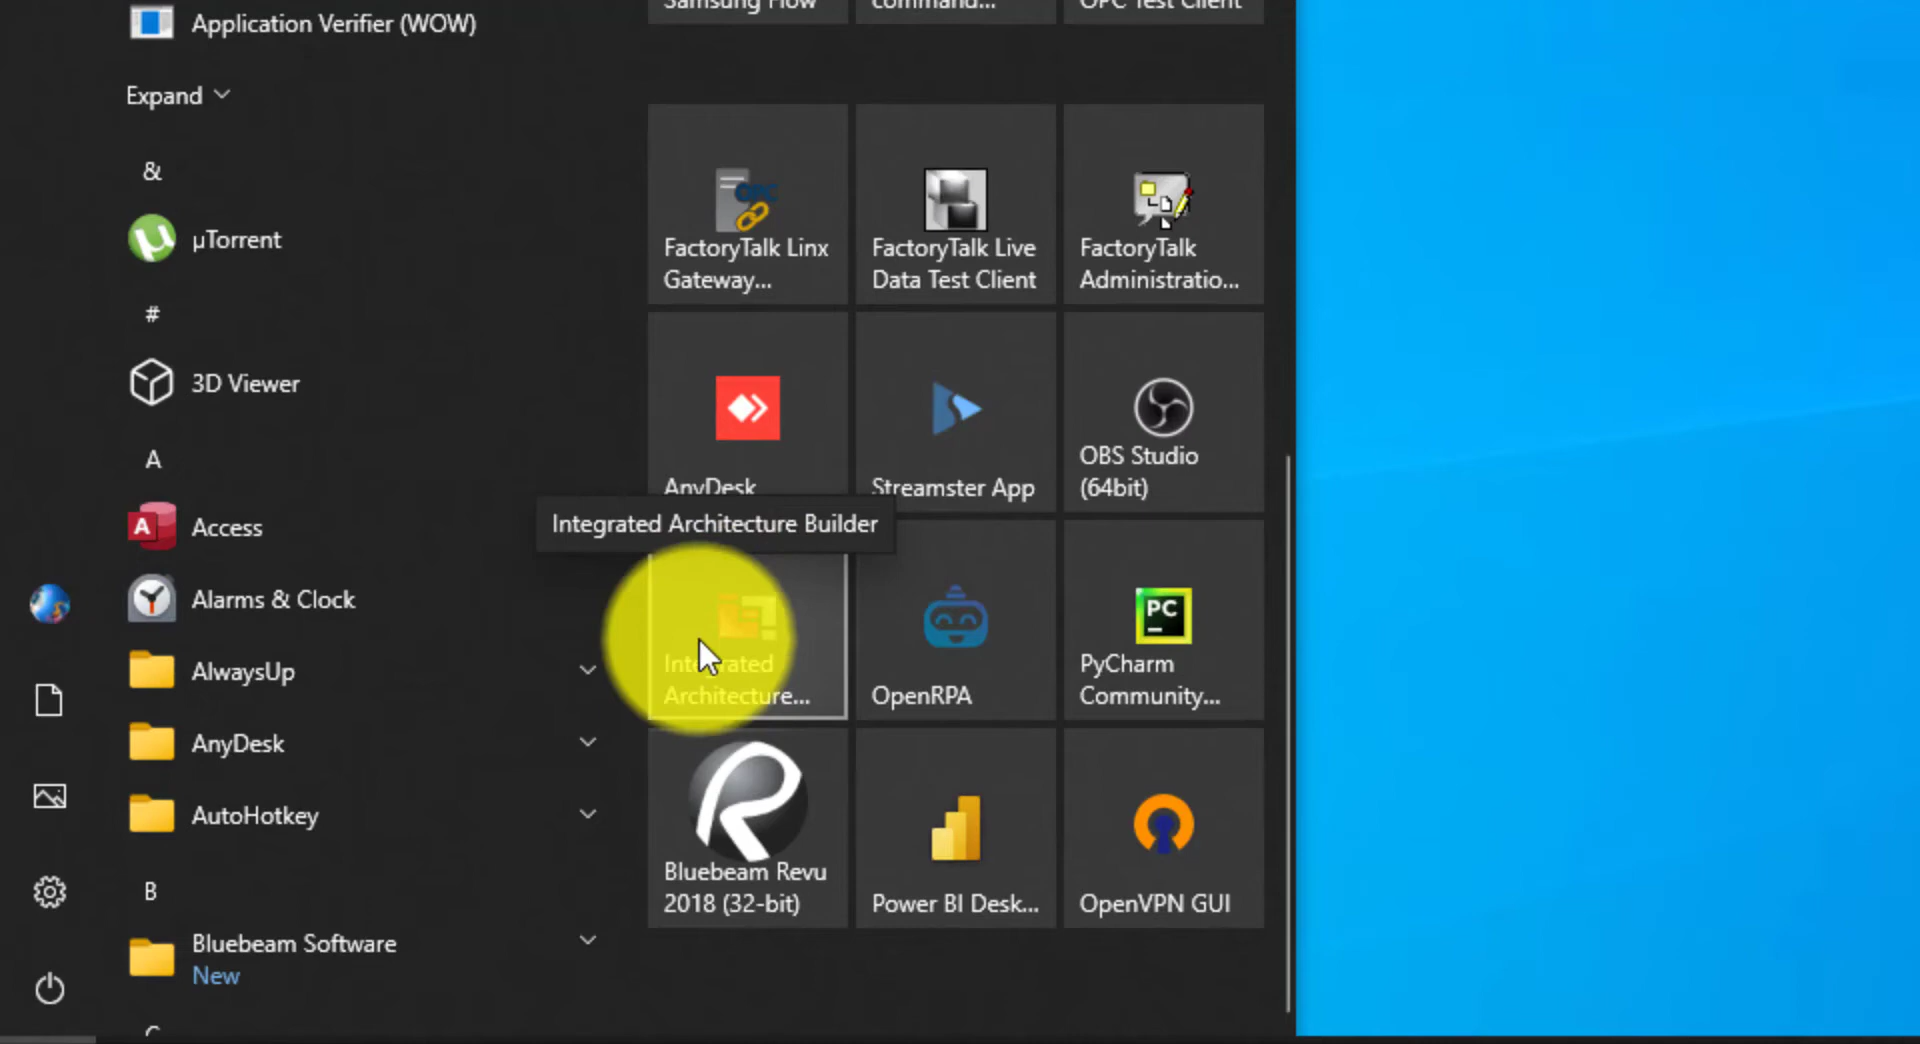 Application Verifier (WOW)
Expand
&
µTorrent
#
3D Viewer
A
Access
Alarms & Clock
AlwaysUp
AnyDesk
AutoHotkey
B
Bluebeam Software
New
Samsung Flow
command...
OPC Test Client
FactoryTalk Linx
Gateway...
FactoryTalk Live
Data Test Client
FactoryTalk
Administratio...
AnyDesk
Streamster App
OBS Studio
(64bit)
Integrated Architecture Builder
Integrated
Architecture...
OpenRPA
PC
PyCharm
Community...
Bluebeam Revu
2018 (32-bit)
Power BI Desk...
OpenVPN GUI